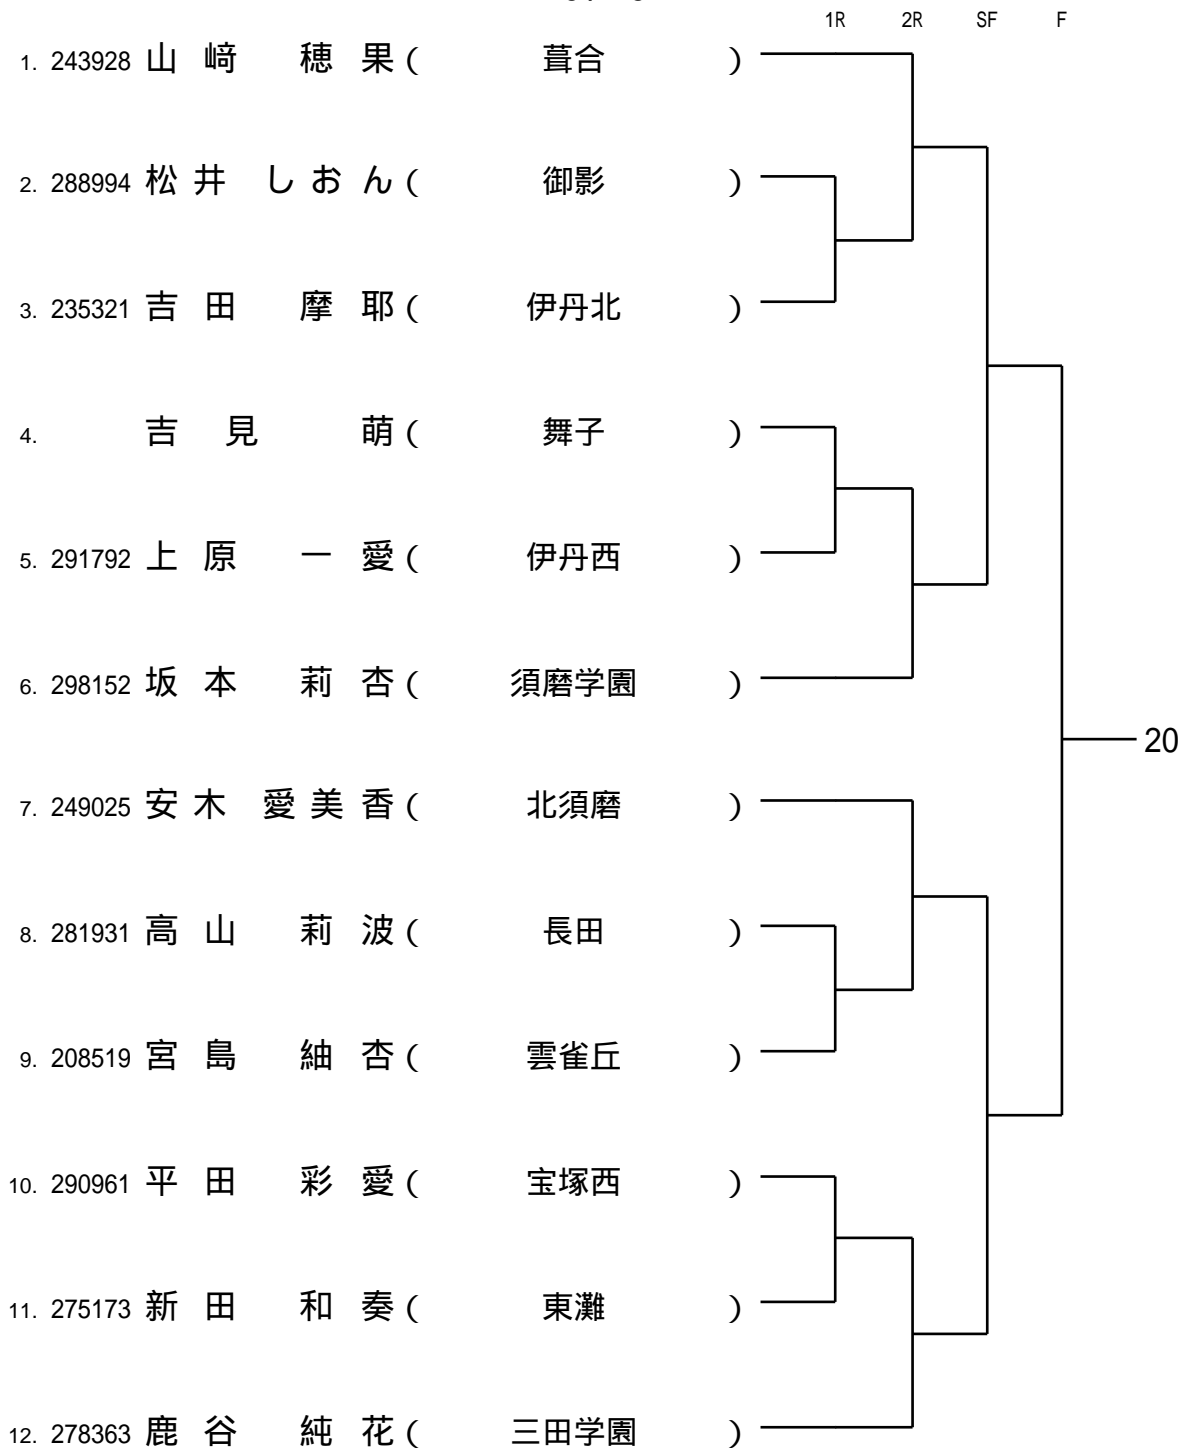 1R 2R SF F
1. 243928 山﨑 穂果 ( 葺合 )
2. 288994 松井 しおん ( 御影 )
3. 235321 吉田 摩耶 ( 伊丹北 )
4. 吉見 萌 ( 舞子 )
5. 291792 上原 一愛 ( 伊丹西 )
6. 298152 坂本 莉杏 ( 須磨学園 )
20
7. 249025 安木 愛美香 ( 北須磨 )
8. 281931 高山 莉波 ( 長田 )
9. 208519 宮島 紬杏 ( 雲雀丘 )
10. 290961 平田 彩愛 ( 宝塚西 )
11. 275173 新田 和奏 ( 東灘 )
12. 278363 鹿谷 純花 ( 三田学園 )